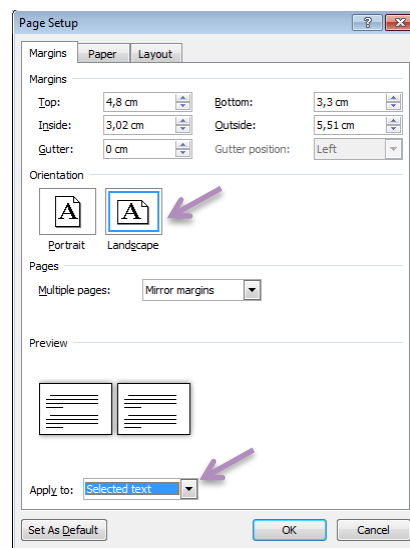 Page Setup
Margins Paper Layout
Margins
Top: 4,8 cm Bottom: 3,3 cm
Inside: 3,02 cm Outside: 5,51 cm
Gutter: 0 cm Gutter position: Left
Orientation
A A
Portrait Landscape
Pages
Multiple pages: Mirror margins
Preview
Apply to: Selected text
Set As Default OK Cancel